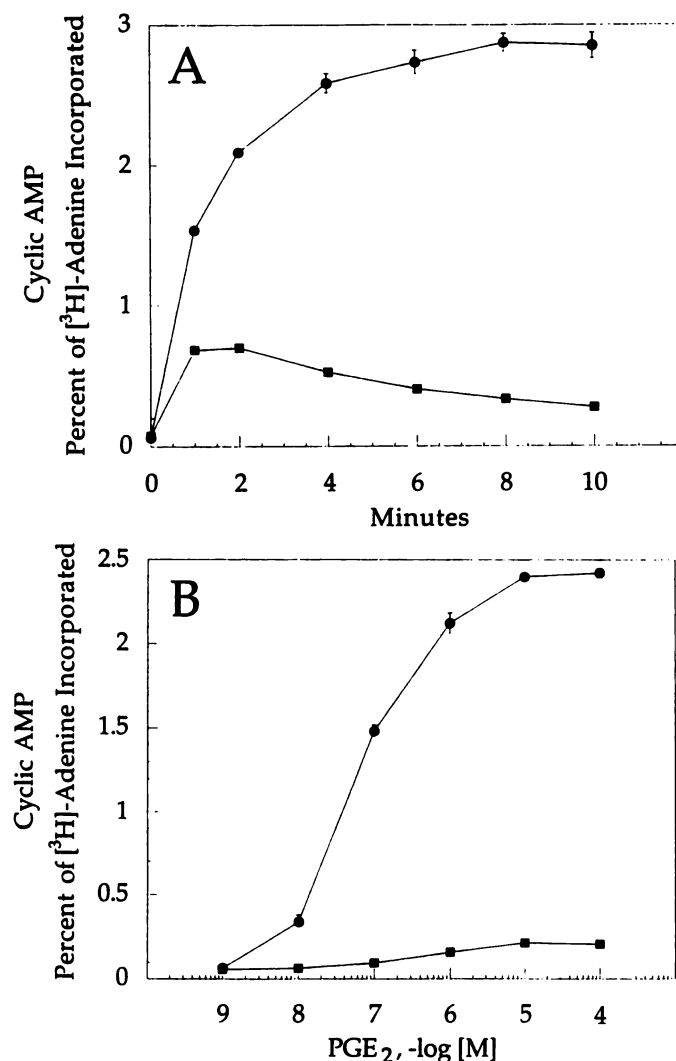 A
Cyclic AMP
Percent of [³H]-Adenine Incorporated
3
2
1
0
0 2 4 6 8 10
Minutes
B
Cyclic AMP
Percent of [³H]-Adenine Incorporated
2.5
2
1.5
1
0.5
0
9 8 7 6 5 4
PGE₂, -log [M]